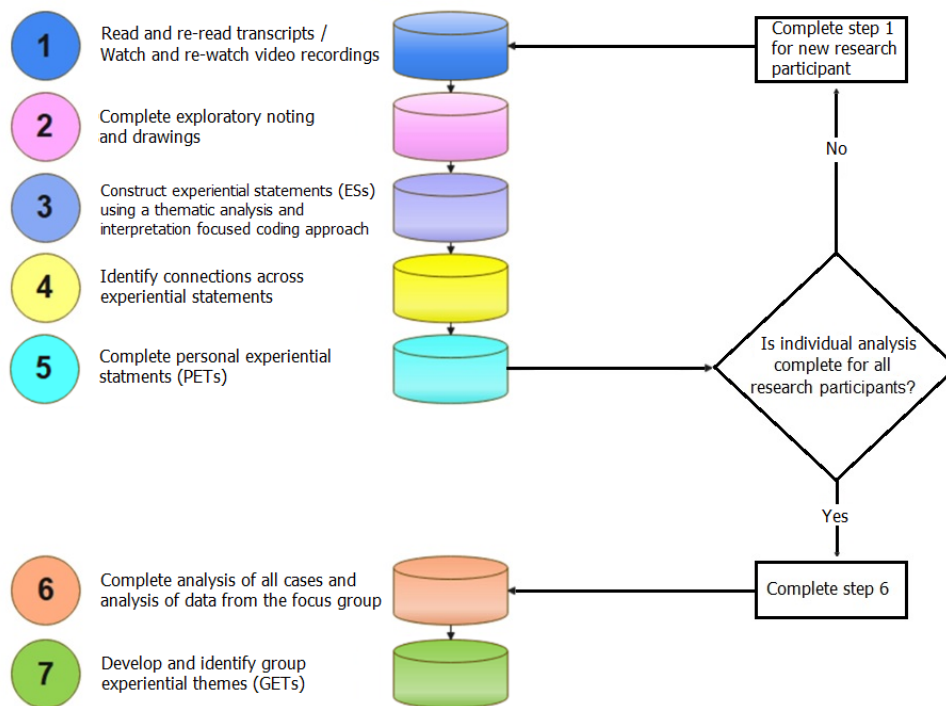 1
Read and re-read transcripts /
Watch and re-watch video recordings
Complete step 1
for new research
participant
2
Complete exploratory noting
and drawings
No
3
Construct experiential statements (ESs)
using a thematic analysis and
interpretation focused coding approach
4
Identify connections across
experiential statements
5
Complete personal experiential
statments (PETs)
Is individual analysis
complete for all
research participants?
Yes
6
Complete analysis of all cases and
analysis of data from the focus group
Complete step 6
7
Develop and identify group
experiential themes (GETs)